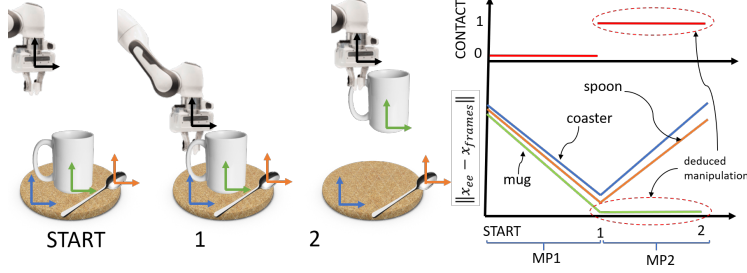 START
1
2
CONTACT
1
0
‖x_ee − x_frames‖
spoon
coaster
mug
deduced
manipulation
START
1
2
MP1
MP2